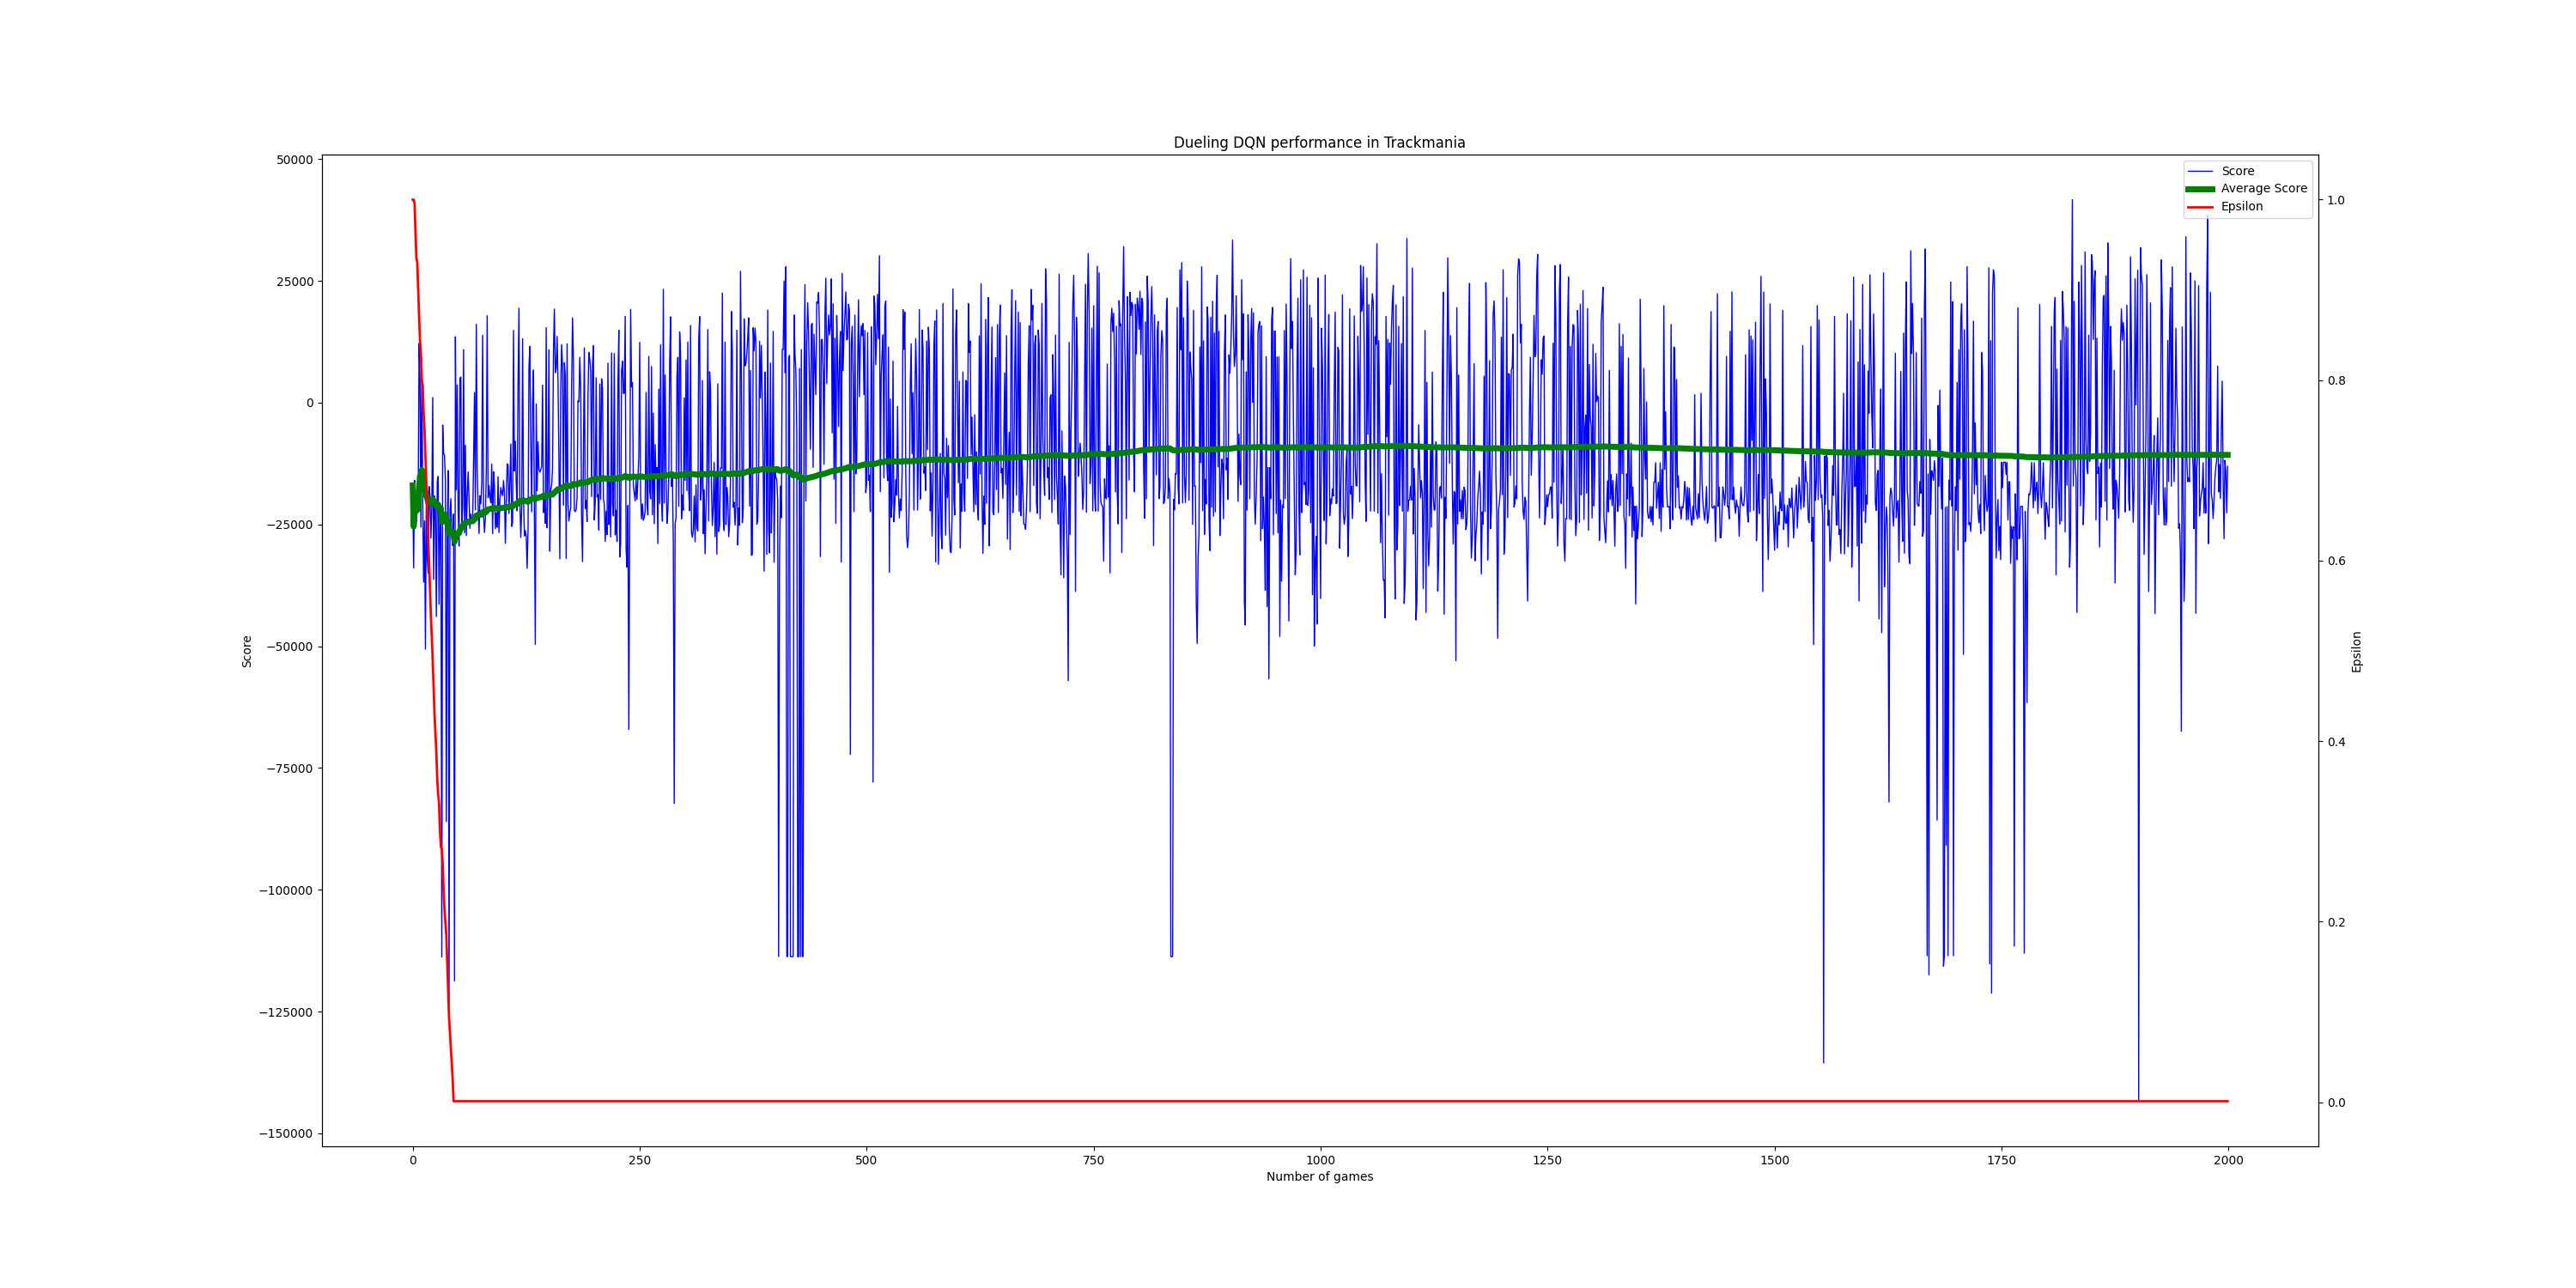 Dueling DQN performance in Trackmania
Score
Average Score
Epsilon
50000
25000
0
−25000
−50000
−75000
−100000
−125000
−150000
Score
1.0
0.8
0.6
0.4
0.2
0.0
Epsilon
0 250 500 750 1000 1250 1500 1750 2000
Number of games